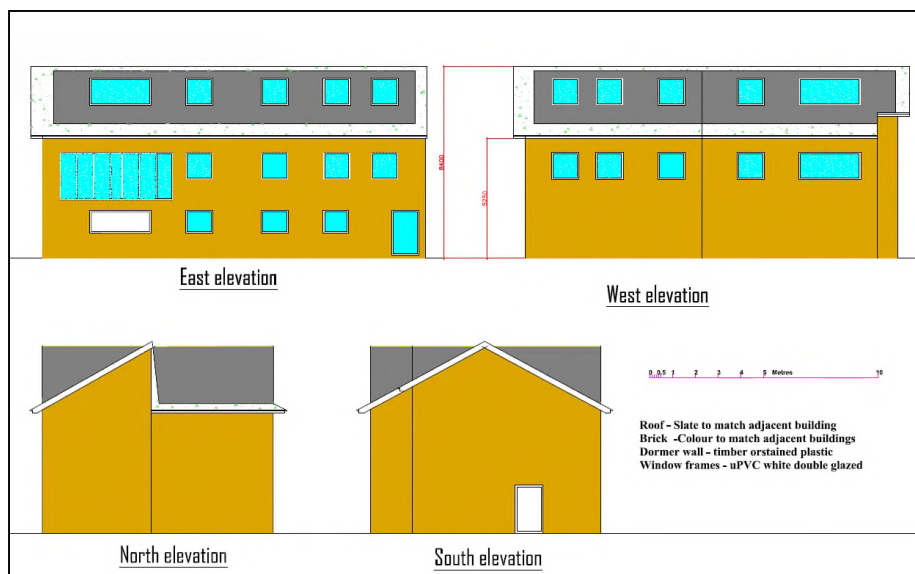 8400
5250
East elevation
West elevation
0 0.5 1 2 3 4 5 Metres 10
Roof - Slate to match adjacent building
Brick -Colour to match adjacent buildings
Dormer wall - timber orstained plastic
Window frames - uPVC white double glazed
North elevation
South elevation